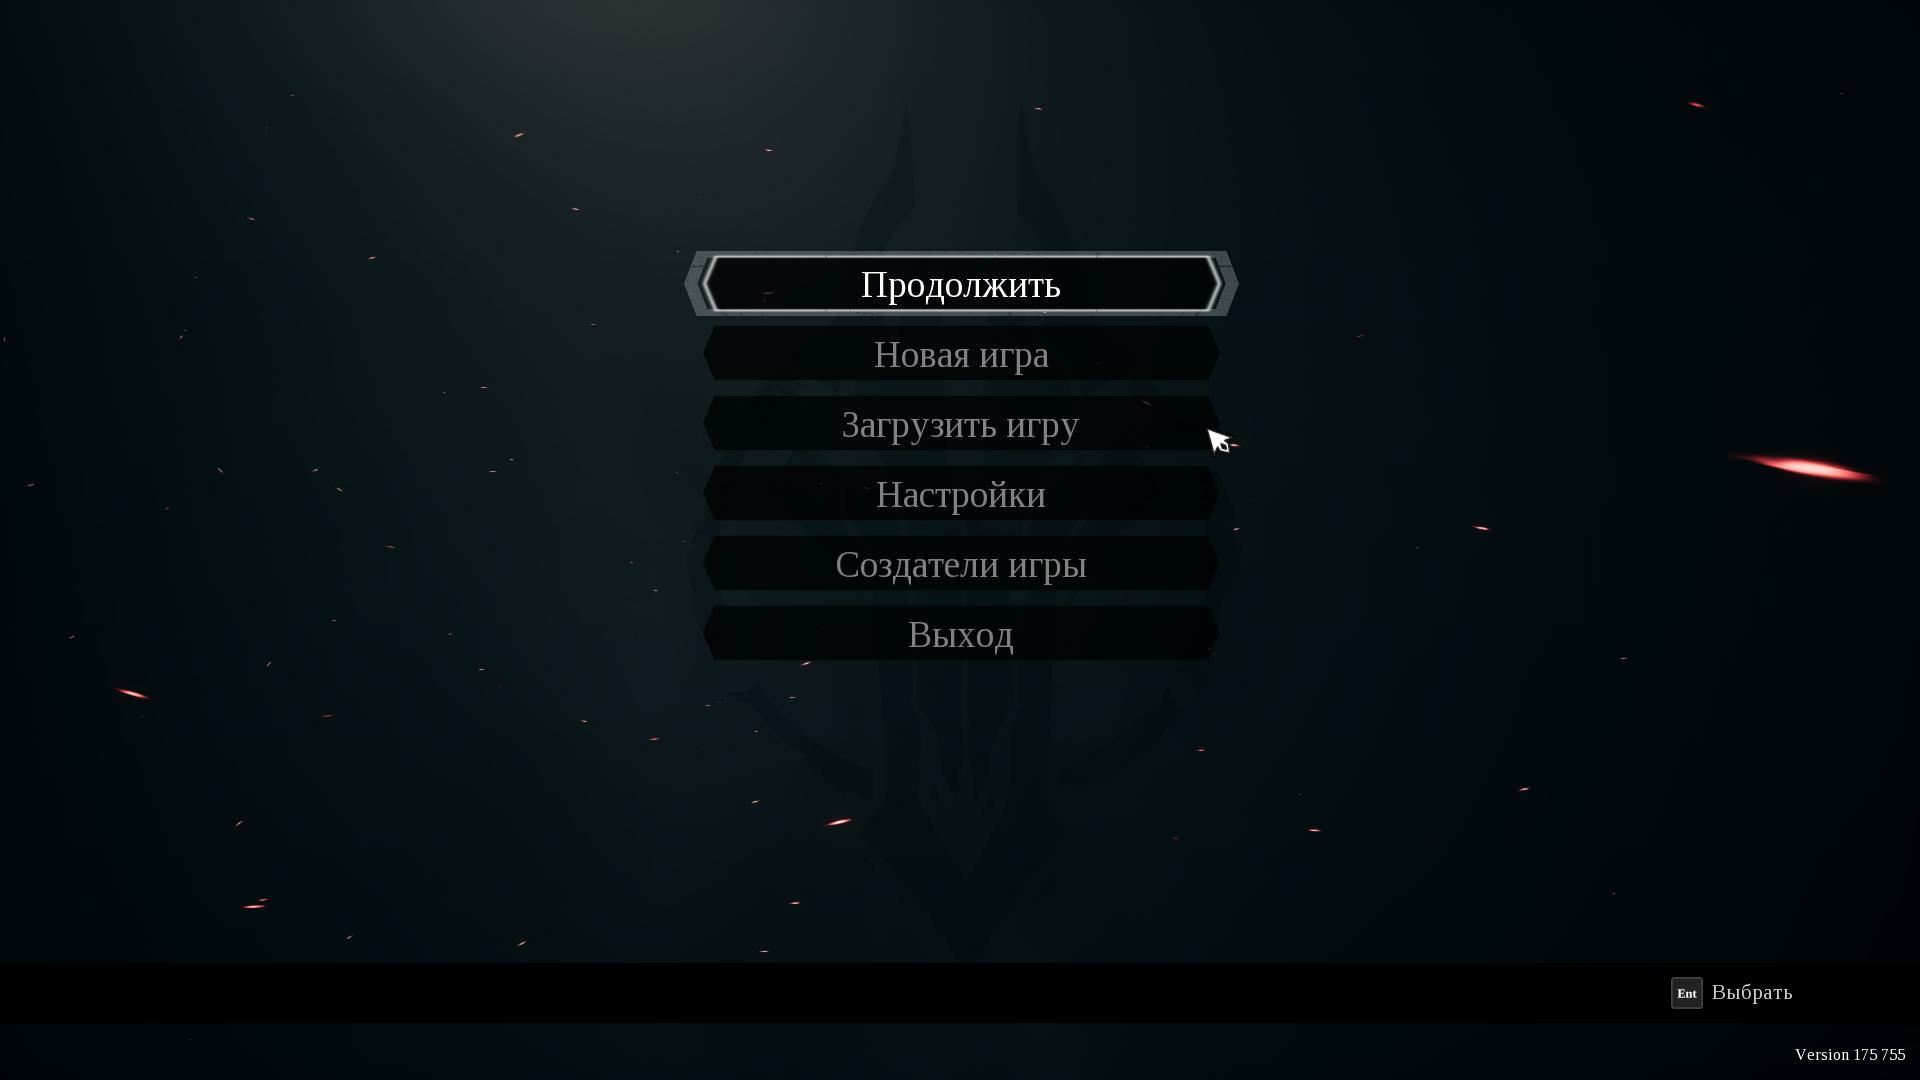 Продолжить
Новая игра
Загрузить игру
Настройки
Создатели игры
Выход
Ent Выбрать
Version 175 755